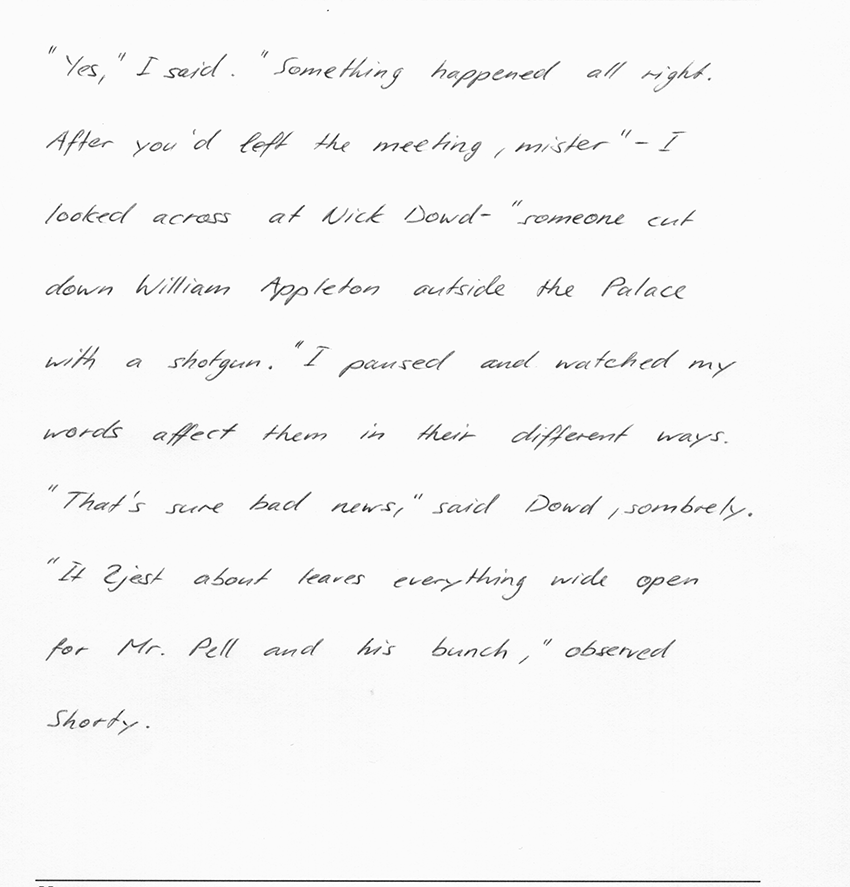 "Yes," I said. "Something happened all right.
After you'd left the meeting, mister" - I
looked across at Nick Dowd - "someone cut
down William Appleton outside the Palace
with a shotgun." I paused and watched my
words affect them in their different ways.
"That's sure bad news," said Dowd, sombrely.
"It jest about leaves everything wide open
for Mr. Pell and his bunch," observed
Shorty.